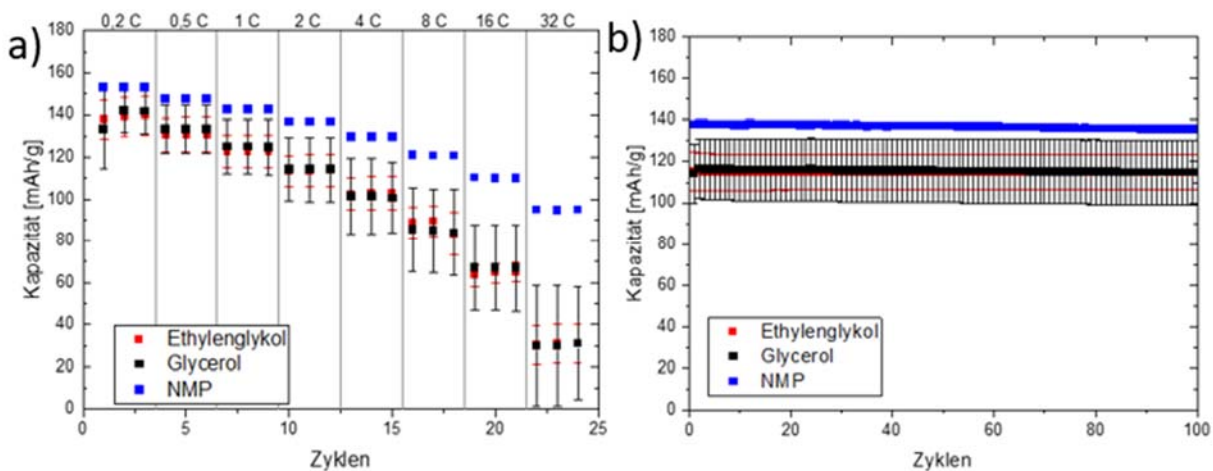 a)
0,2 C 0,5 C 1 C 2 C 4 C 8 C 16 C 32 C
180
160
140
120
100
80
60
40
20
0
Kapazität [mAh/g]
Ethylenglykol
Glycerol
NMP
0 5 10 15 20 25
Zyklen
b)
180
160
140
120
100
80
60
40
20
0
Kapazität [mAh/g]
Ethylenglykol
Glycerol
NMP
0 20 40 60 80 100
Zyklen